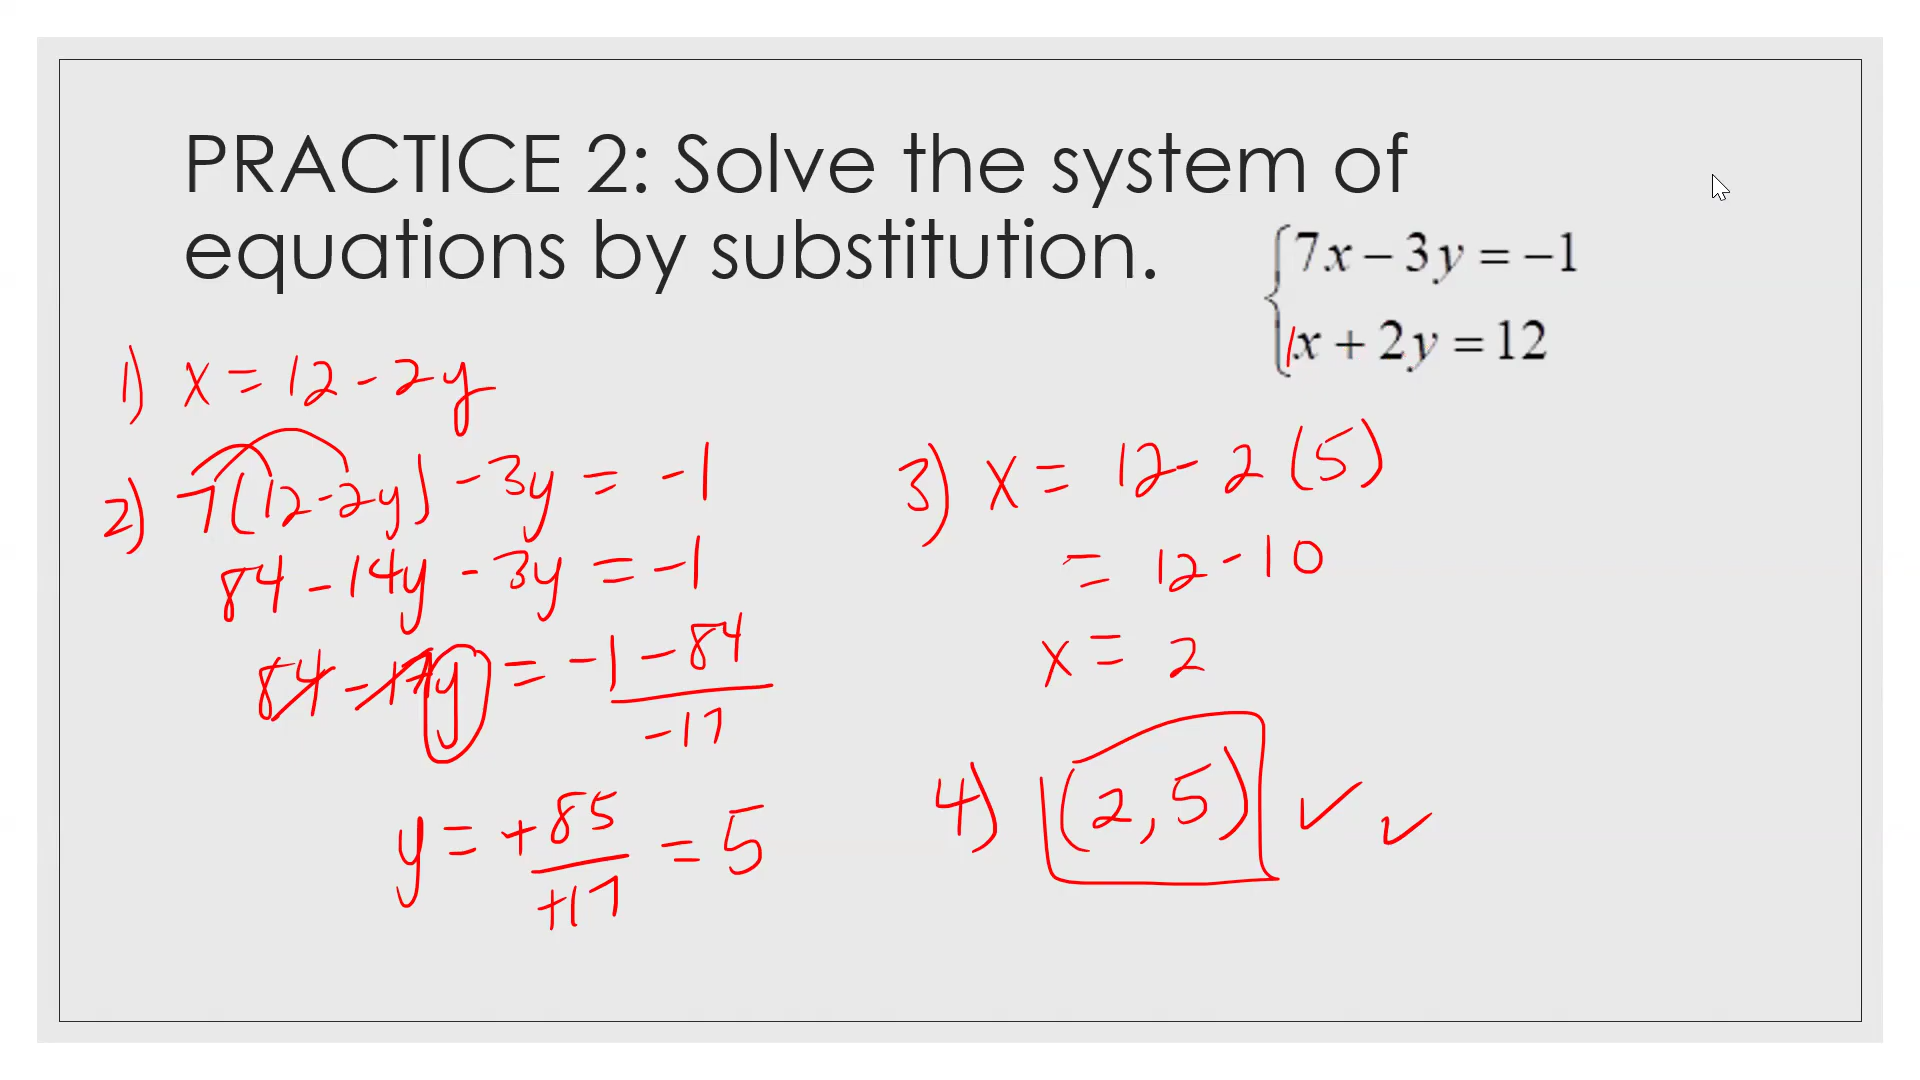 PRACTICE 2: Solve the system of
equations by substitution.
7x − 3y = −1
1x + 2y = 12
1) x = 12 - 2y
2) 7(12-2y) - 3y = -1
84 - 14y - 3y = -1
84 - 17y = -1 - 84
-17
y = +85
+17
= 5
3) x = 12 - 2(5)
= 12 - 10
x = 2
4) (2,5) ✓ ✓